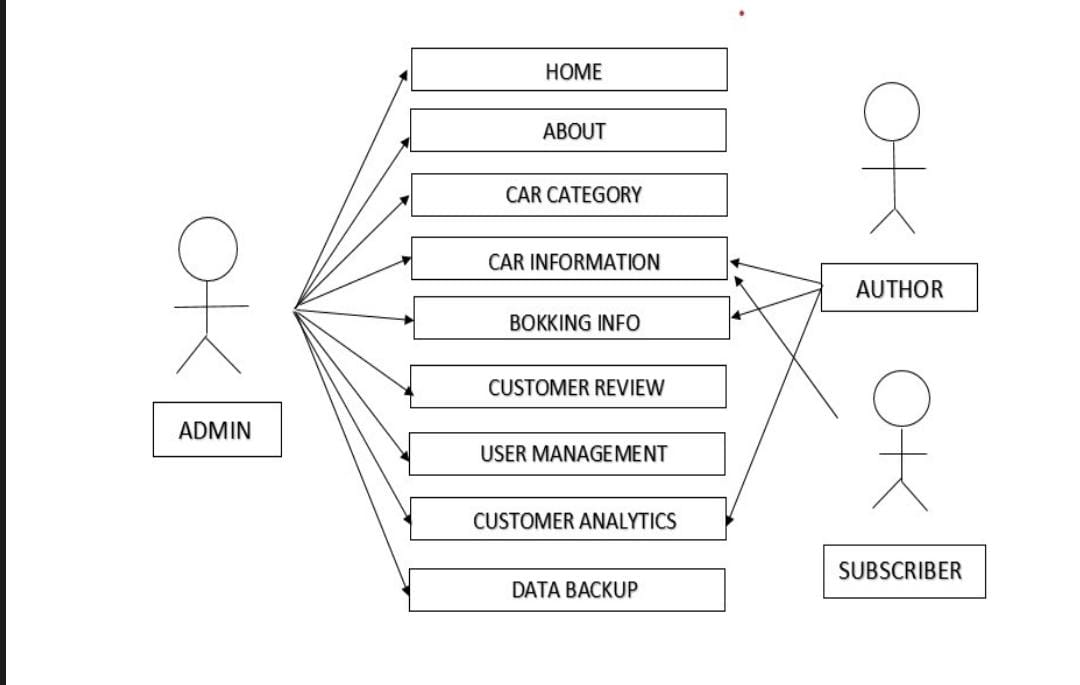 HOME
ABOUT
CAR CATEGORY
CAR INFORMATION
BOKKING INFO
CUSTOMER REVIEW
USER MANAGEMENT
CUSTOMER ANALYTICS
DATA BACKUP
ADMIN
AUTHOR
SUBSCRIBER